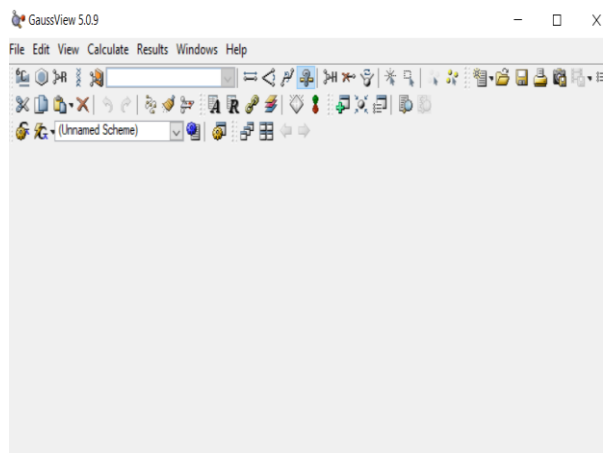 GaussView 5.0.9
File Edit View Calculate Results Windows Help
(Unnamed Scheme)